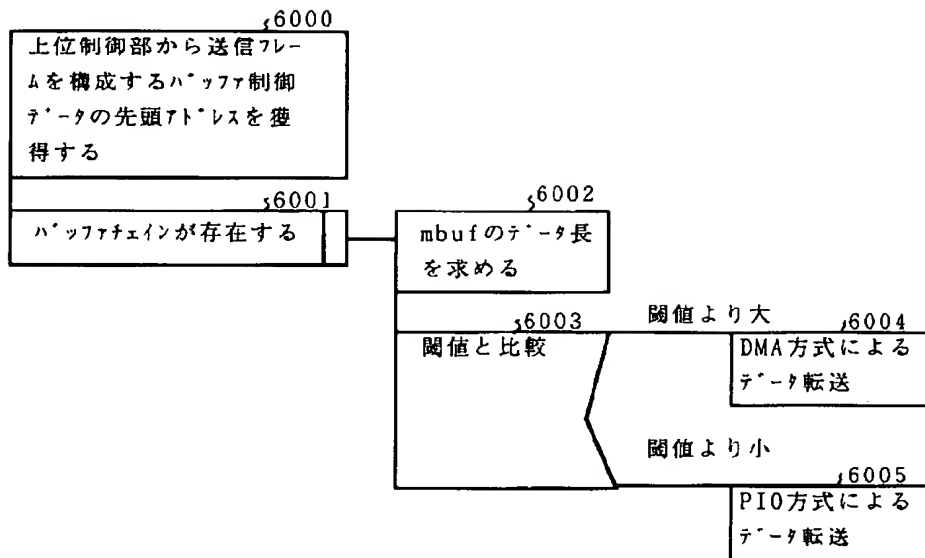 6000
上位制御部から送信フレー
ムを構成するバッファ制御
データの先頭アドレスを獲
得する
6001
バッファチェインが存在する
6002
mbufのデータ長
を求める
6003
閾値と比較
閾値より大
6004
DMA方式による
データ転送
閾値より小
6005
PIO方式による
データ転送